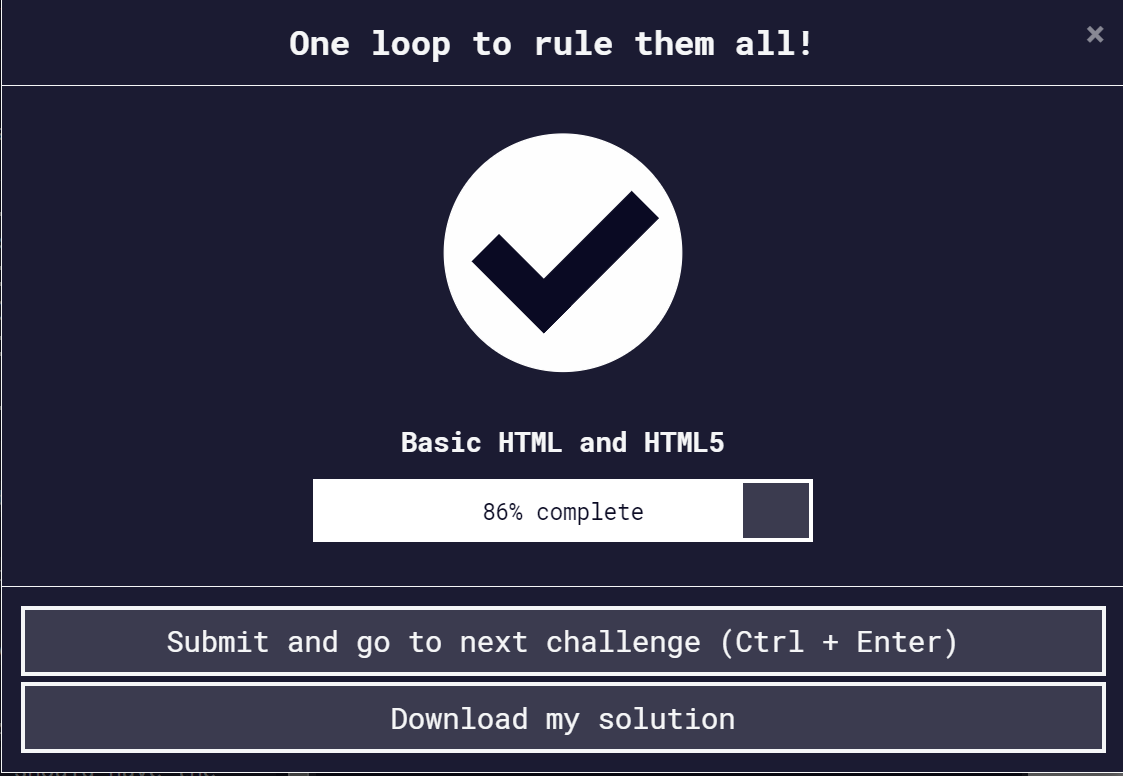 One loop to rule them all!
×
Basic HTML and HTML5
86% complete
Submit and go to next challenge (Ctrl + Enter)
Download my solution